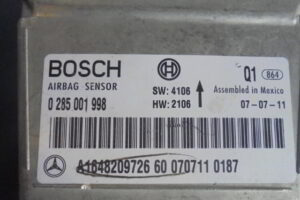 BOSCH
Q1 864
AIRBAG SENSOR
SW: 4106
Assembled in Mexico
0 285 001 998
HW: 2106
07-07-11
A1648209726 60 070711 0187